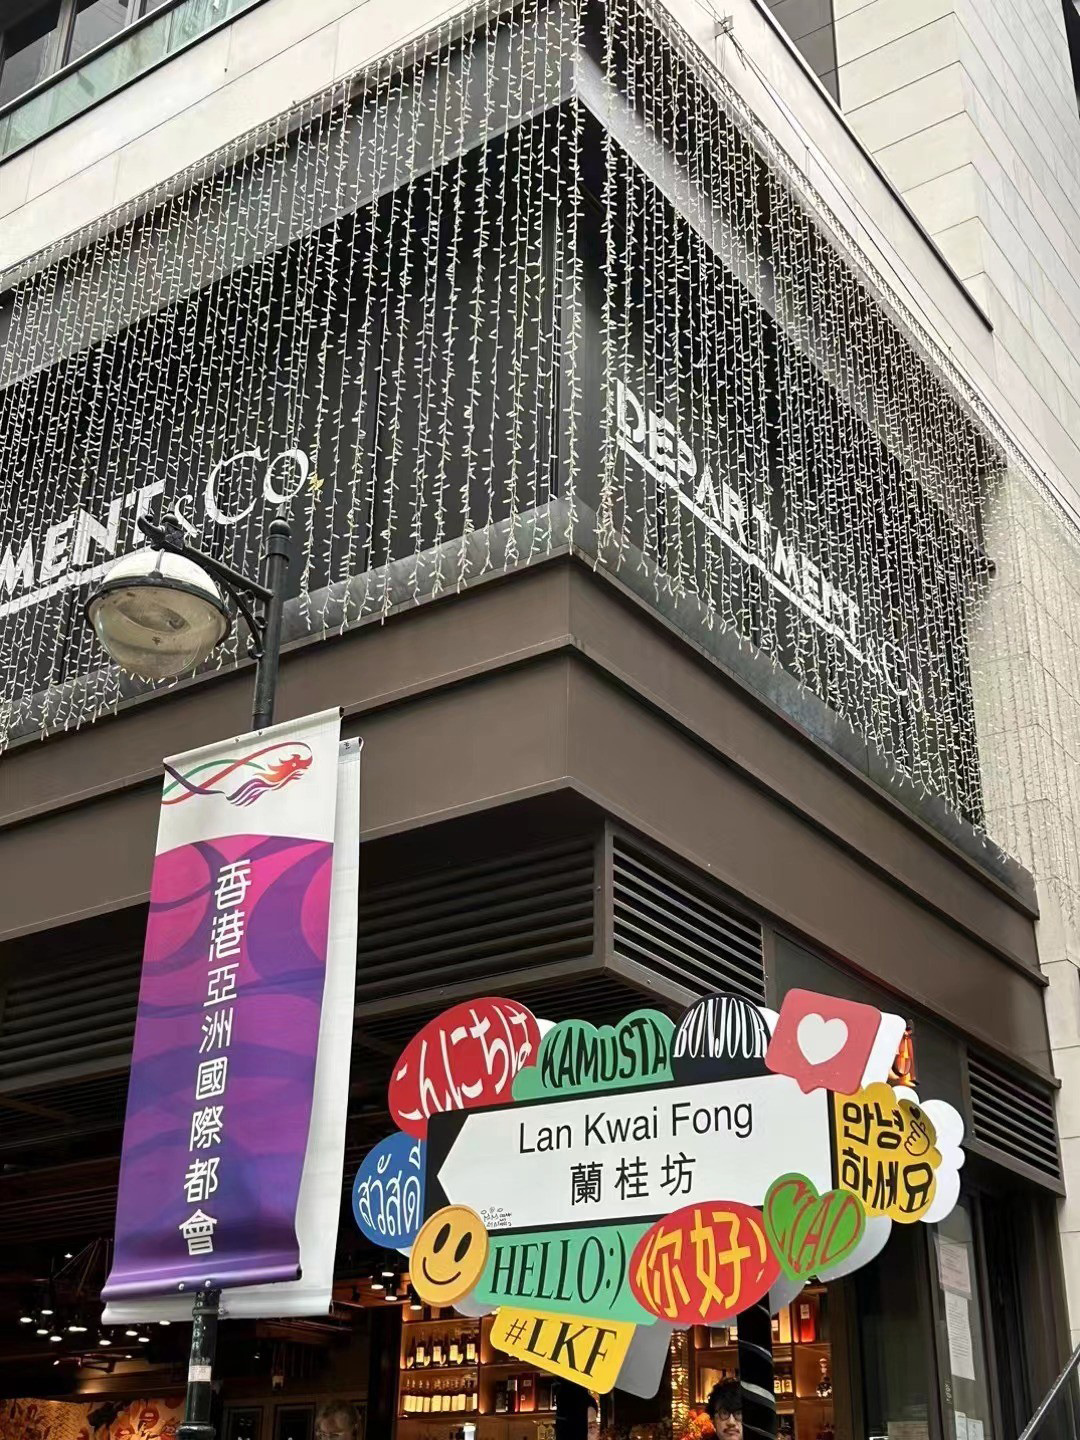 MENT & CO
DEPARTMENT & Co
香港亞洲國際都會
こんにちは
KAMUSTA
BONJOUR
สวัสดี
Lan Kwai Fong
蘭桂坊
안녕
하세요
HELLO:)
你好!
CIAO
#LKF